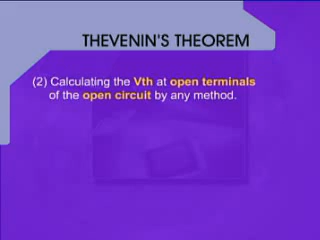 THEVENIN'S THEOREM
(2) Calculating the Vth at open terminals
of the open circuit by any method.